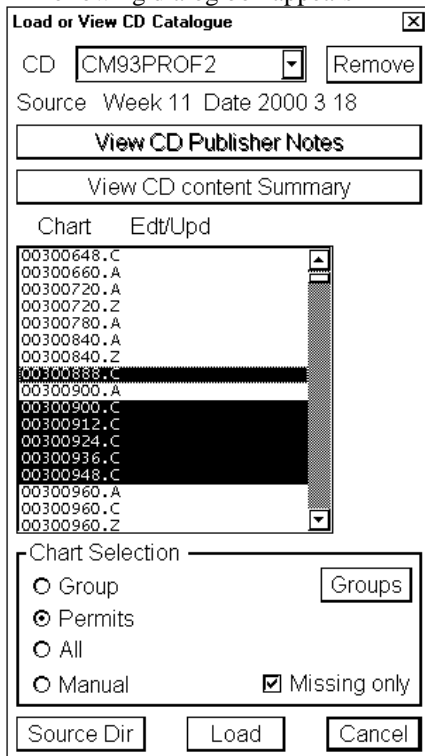 Load or View CD Catalogue
CD CM93PROF2 Remove
Source Week 11 Date 2000 3 18
View CD Publisher Notes
View CD content Summary
Chart Edt/Upd
00300648.C
00300660.A
00300720.A
00300720.Z
00300780.A
00300840.A
00300840.Z
00300888.C
00300900.A
00300900.C
00300912.C
00300924.C
00300936.C
00300948.C
00300960.A
00300960.C
00300960.Z
Chart Selection
Group Groups
Permits
All
Manual Missing only
Source Dir Load Cancel